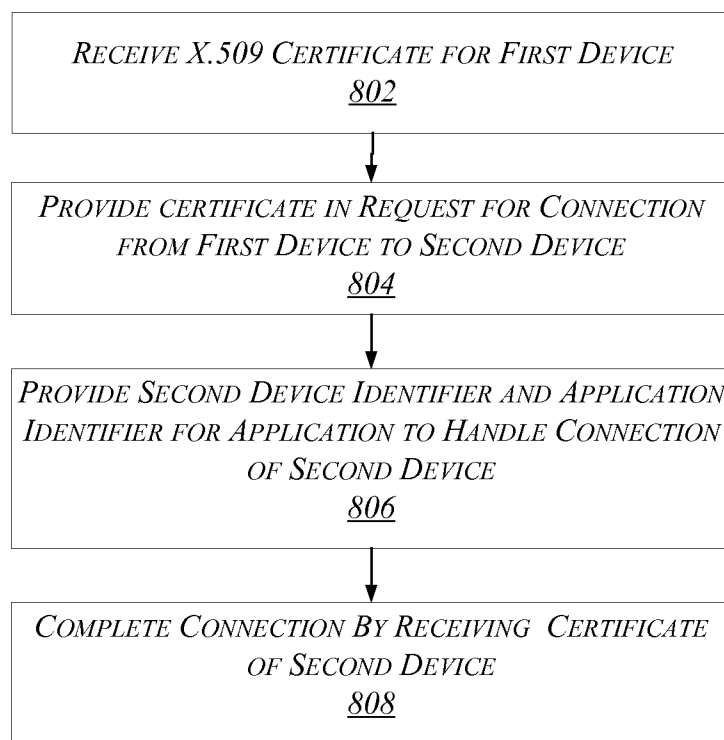 RECEIVE X.509 CERTIFICATE FOR FIRST DEVICE
802
PROVIDE CERTIFICATE IN REQUEST FOR CONNECTION
FROM FIRST DEVICE TO SECOND DEVICE
804
PROVIDE SECOND DEVICE IDENTIFIER AND APPLICATION
IDENTIFIER FOR APPLICATION TO HANDLE CONNECTION
OF SECOND DEVICE
806
COMPLETE CONNECTION BY RECEIVING CERTIFICATE
OF SECOND DEVICE
808